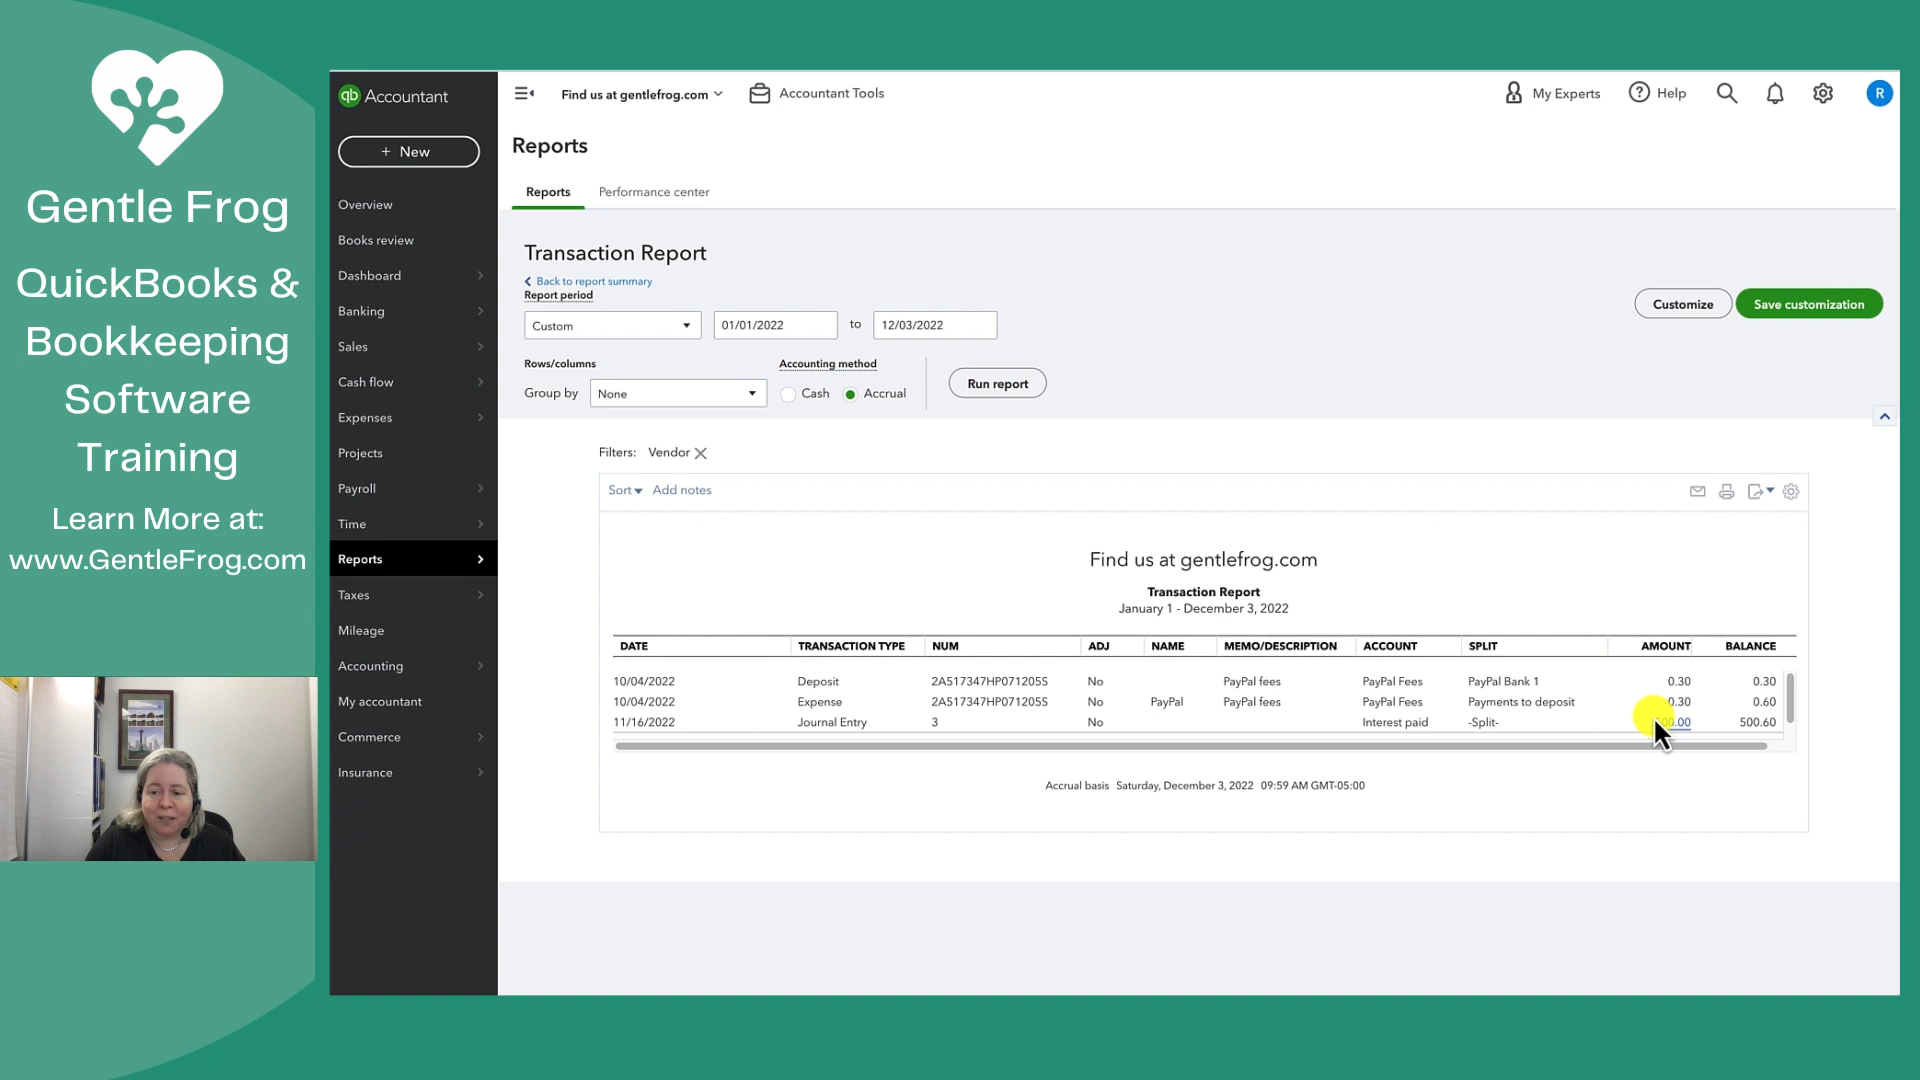 Gentle Frog
QuickBooks &
Bookkeeping
Software
Training
Learn More at:
www.GentleFrog.com
qb Accountant
+ New
Overview
Books review
Dashboard
Banking
Sales
Cash flow
Expenses
Projects
Payroll
Time
Reports
Taxes
Mileage
Accounting
My accountant
Commerce
Insurance
Find us at gentlefrog.com
Accountant Tools
My Experts
? Help
R
Reports
Reports Performance center
Transaction Report
Back to report summary
Report period
Custom 01/01/2022 to 12/03/2022
Customize Save customization
Rows/columns Accounting method
Group by None Cash Accrual Run report
Filters: Vendor
Sort Add notes
Find us at gentlefrog.com
Transaction Report
January 1 - December 3, 2022
DATE TRANSACTION TYPE NUM ADJ NAME MEMO/DESCRIPTION ACCOUNT SPLIT AMOUNT BALANCE
10/04/2022 Deposit 2A517347HP071205S No PayPal fees PayPal Fees PayPal Bank 1 0.30 0.30
10/04/2022 Expense 2A517347HP071205S No PayPal PayPal fees PayPal Fees Payments to deposit 0.30 0.60
11/16/2022 Journal Entry 3 No Interest paid -Split- 500.60
Accrual basis Saturday, December 3, 2022 09:59 AM GMT-05:00